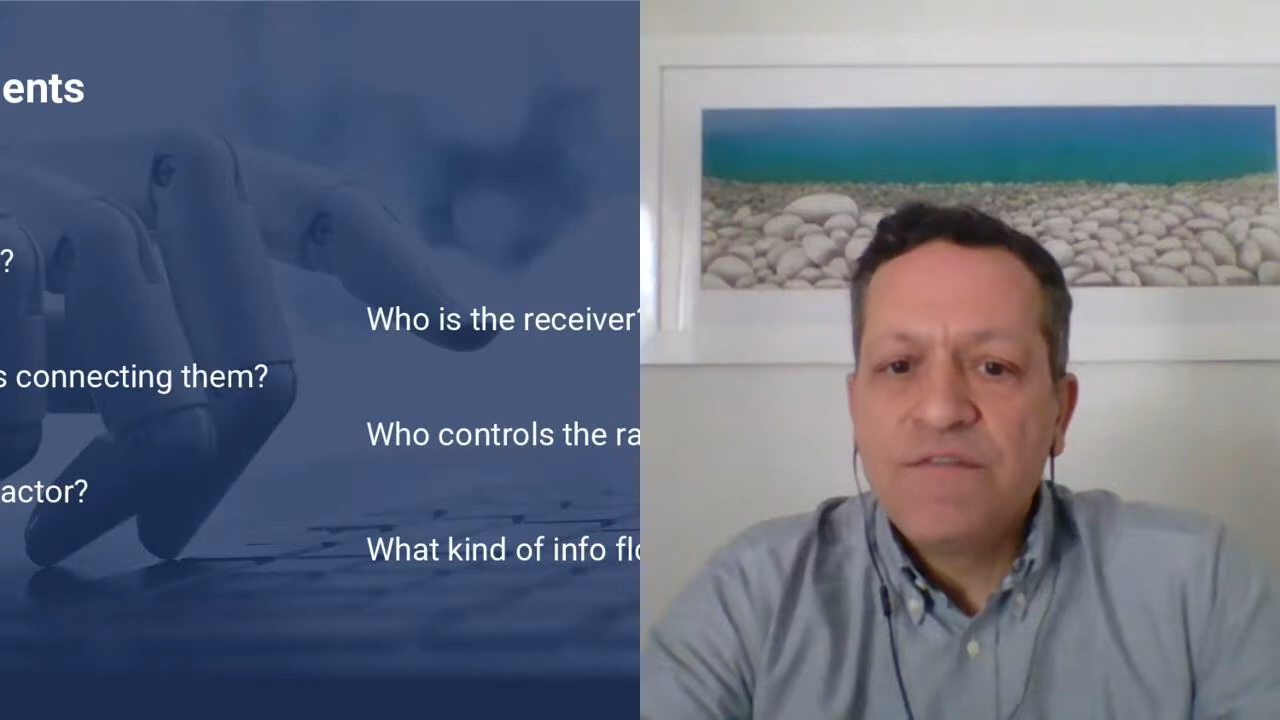 ents
?
Who is the receiver?
s connecting them?
Who controls the ra
actor?
What kind of info flo